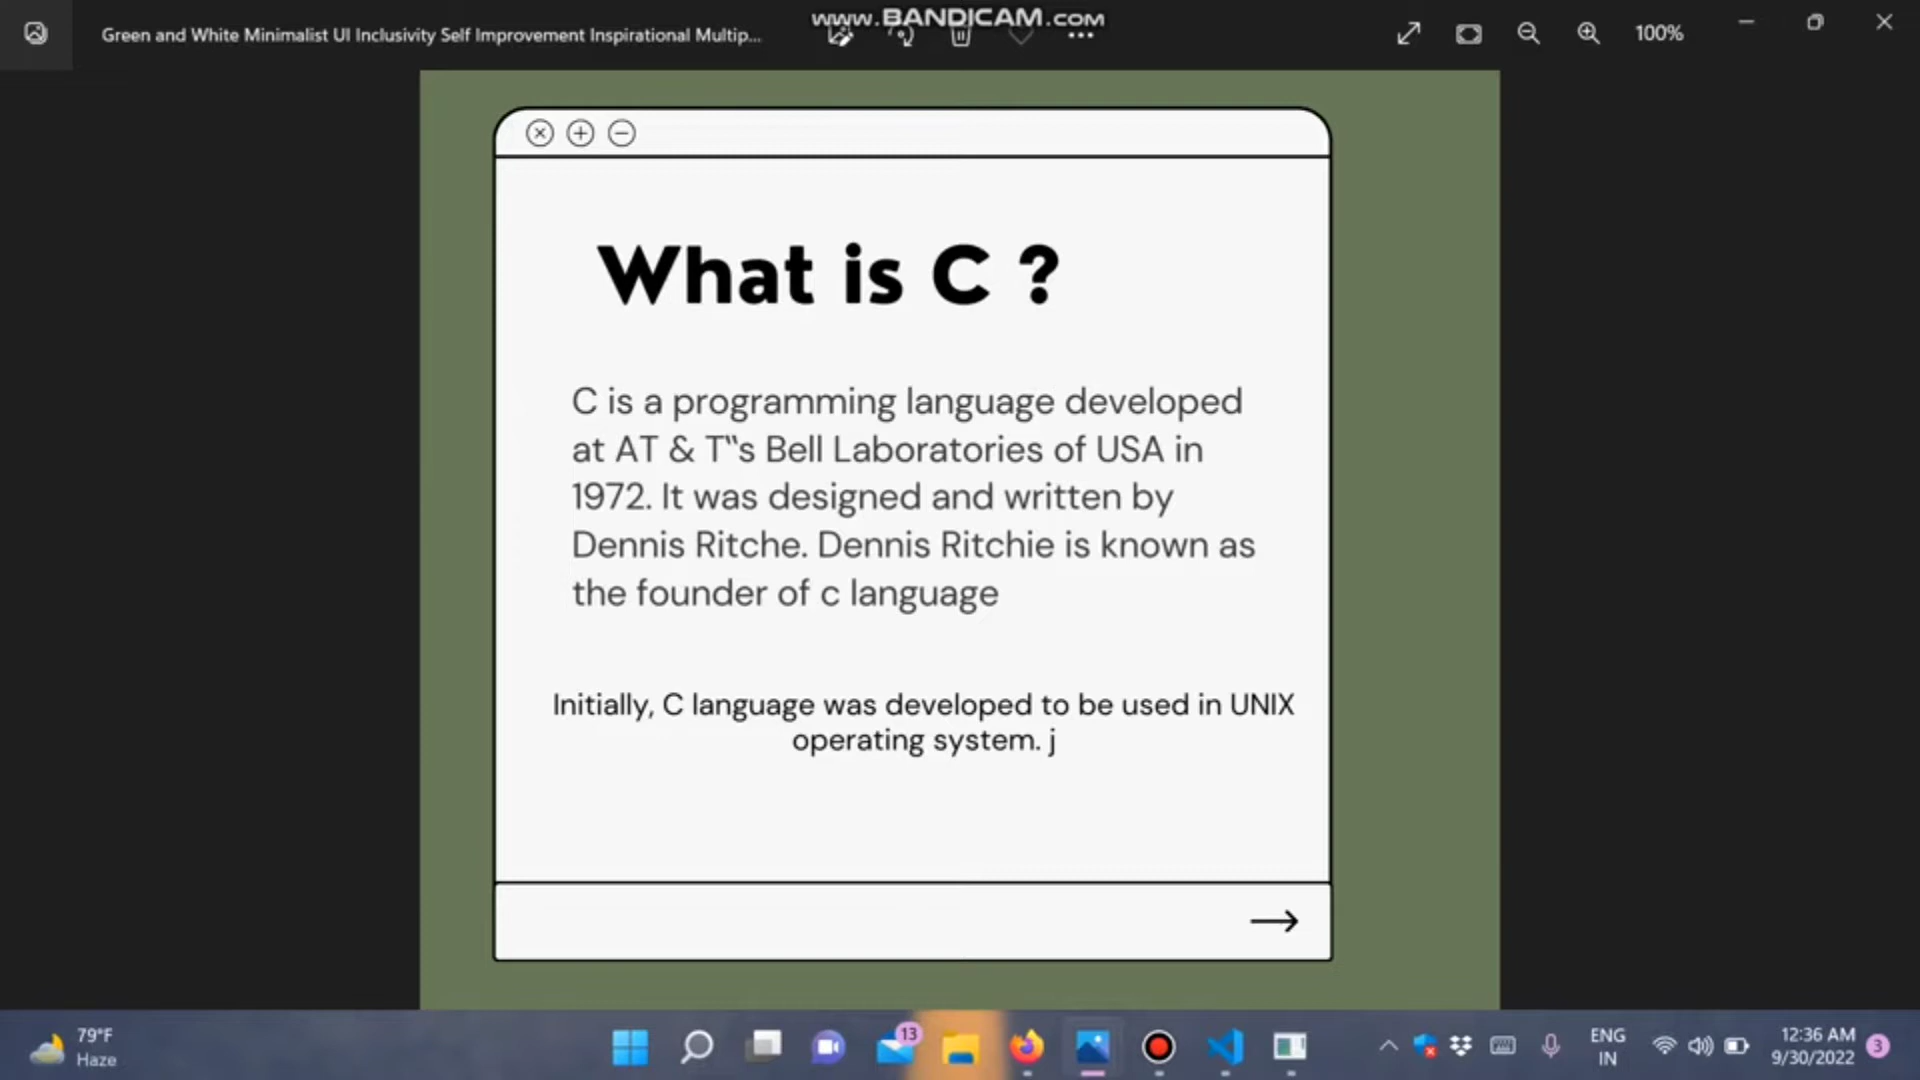 www.BANDICAM.com
Green and White Minimalist UI Inclusivity Self Improvement Inspirational Multip...
100%
What is C ?
C is a programming language developed
at AT & T‟s Bell Laboratories of USA in
1972. It was designed and written by
Dennis Ritche. Dennis Ritchie is known as
the founder of c language
Initially, C language was developed to be used in UNIX
operating system. j
79°F
Haze
13
ENG
IN
12:36 AM
9/30/2022
3